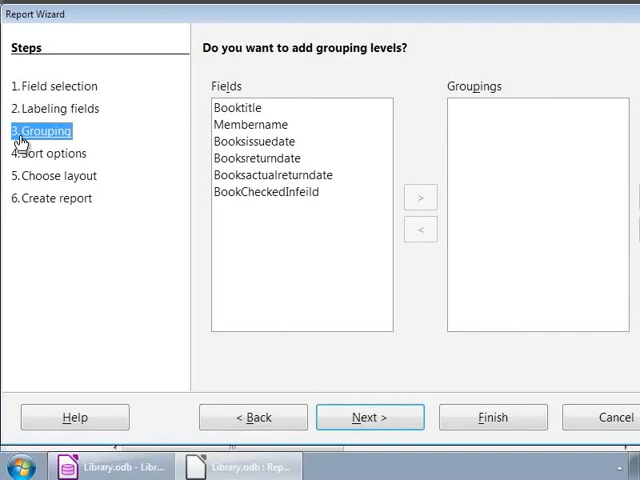 Report Wizard
Steps
1.Field selection
2.Labeling fields
3.Grouping
4.Sort options
5.Choose layout
6.Create report
Do you want to add grouping levels?
Fields
Booktitle
Membername
Booksissuedate
Booksreturndate
Booksactualreturndate
BookCheckedInfeild
Groupings
>
<
Help
< Back
Next >
Finish
Cancel
Library.odb - Libr...
Library.odb : Rep...